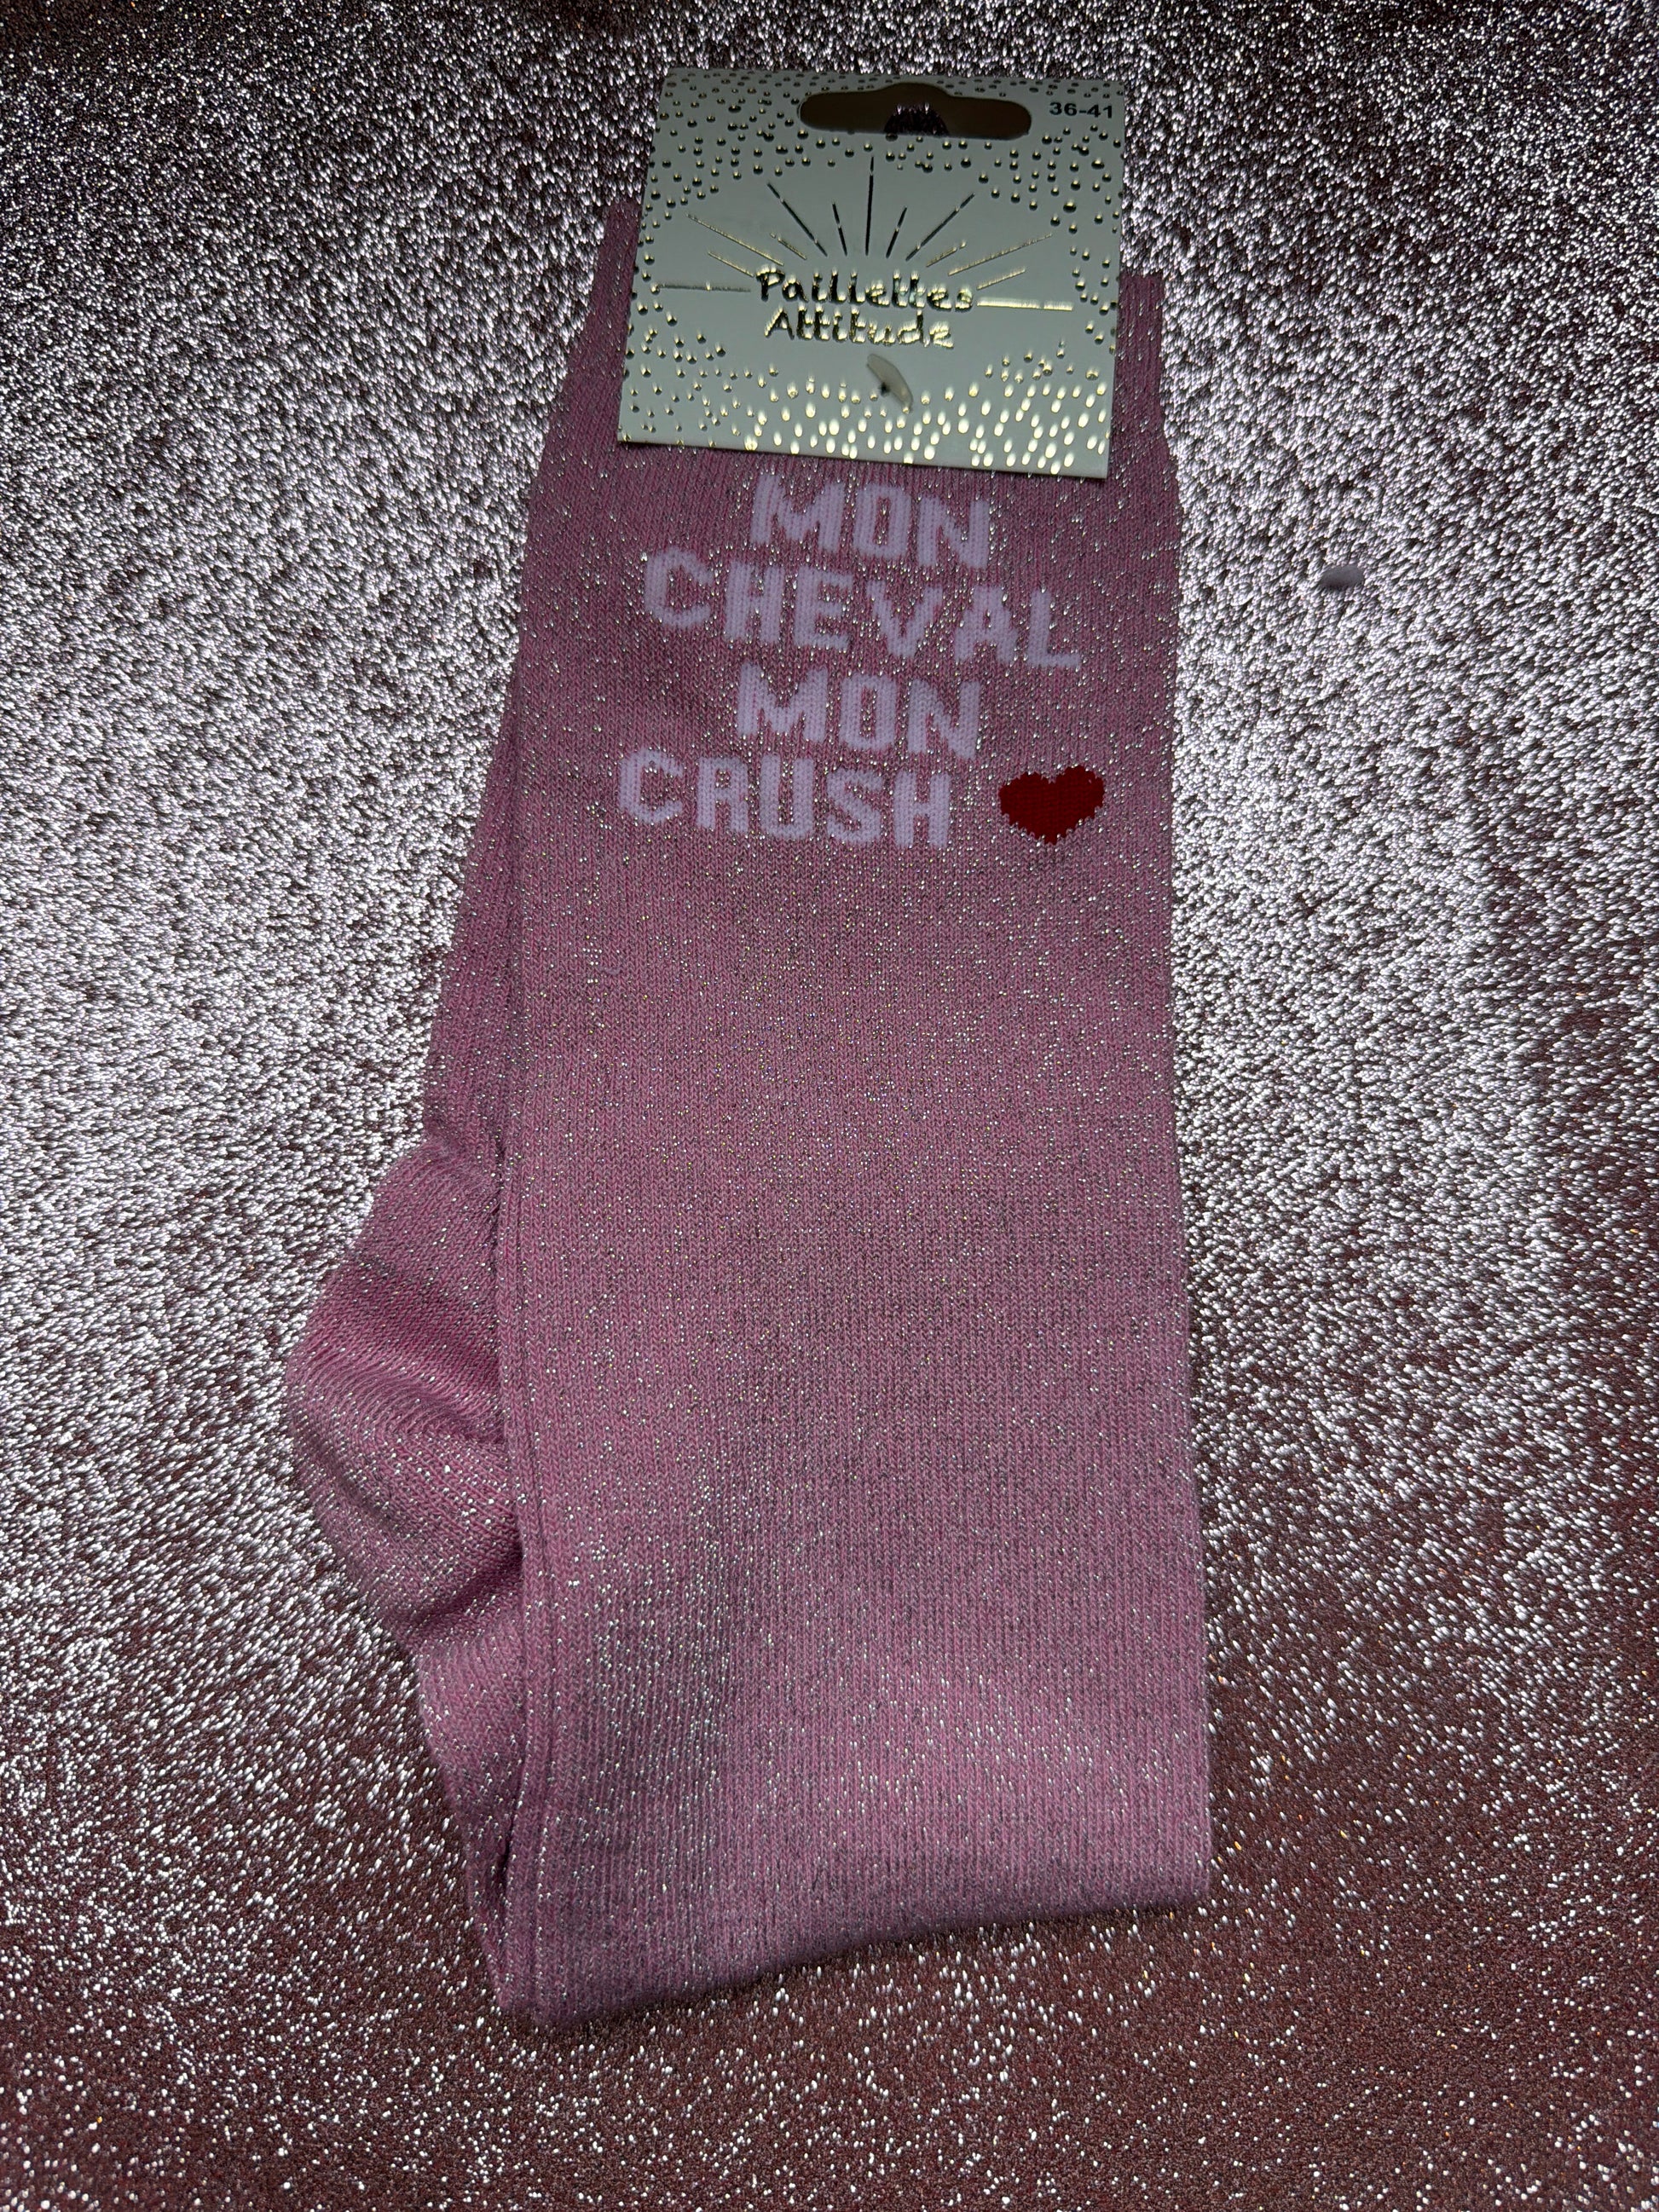 36-41
Paillettes
Attitude
MON
CHEVAL
MON
CRUSH